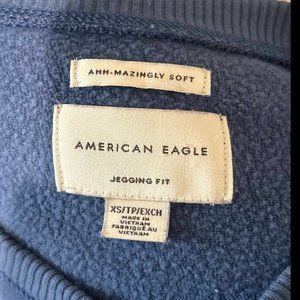 AHH-MAZINGLY SOFT
AMERICAN EAGLE
JEGGING FIT
XS/TP/EXCH
MADE IN
VIETNAM
FABRIQUÉ AU
VIETNAM